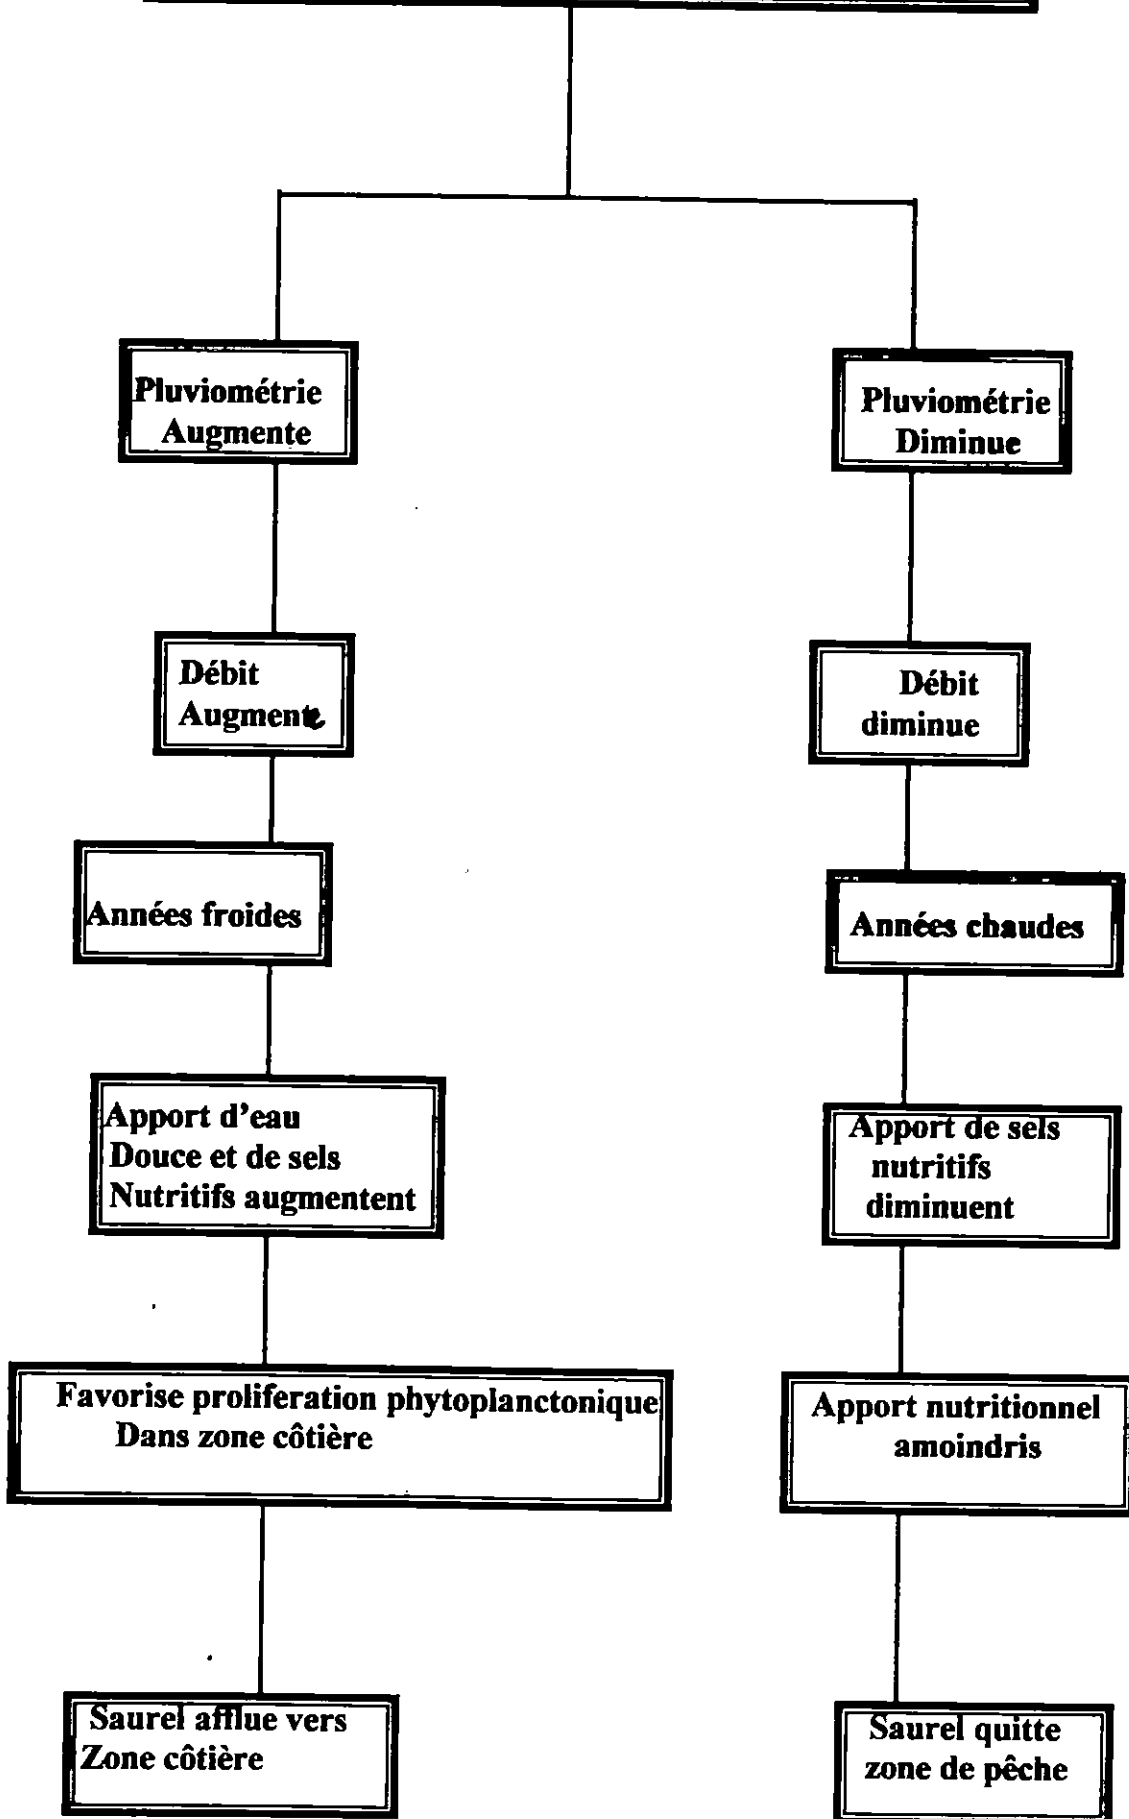 Pluviométrie
Augmente
Débit
Augmente
Années froides
Apport d'eau
Douce et de sels
Nutritifs augmentent
Favorise proliferation phytoplanctonique
Dans zone côtière
Saurel afflue vers
Zone côtière
Pluviométrie
Diminue
Débit
diminue
Années chaudes
Apport de sels
nutritifs
diminuent
Apport nutritionnel
amoindris
Saurel quitte
zone de pêche